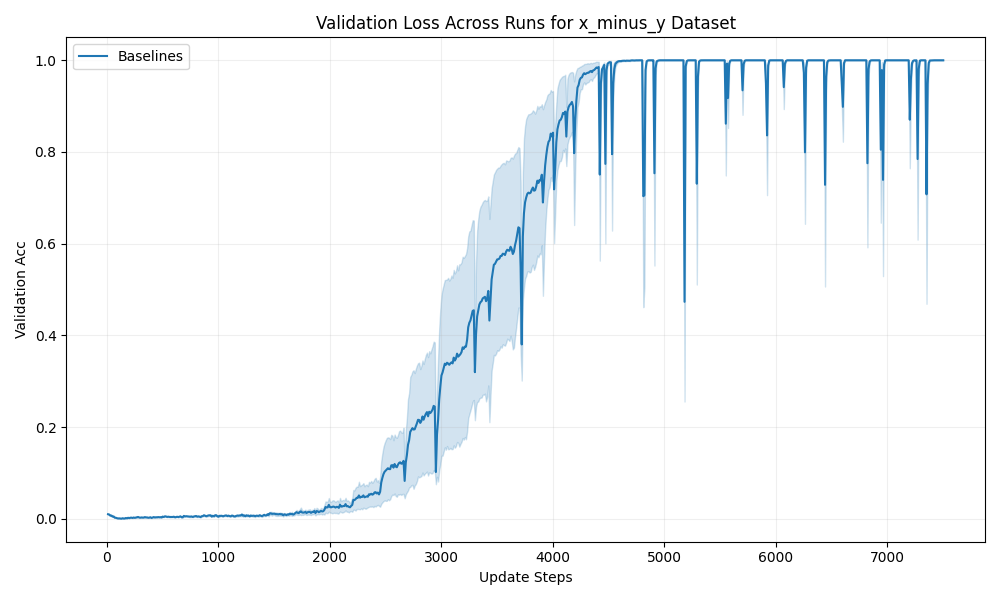 Validation Loss Across Runs for x_minus_y Dataset
Baselines
Validation Acc
1.0
0.8
0.6
0.4
0.2
0.0
0 1000 2000 3000 4000 5000 6000 7000
Update Steps